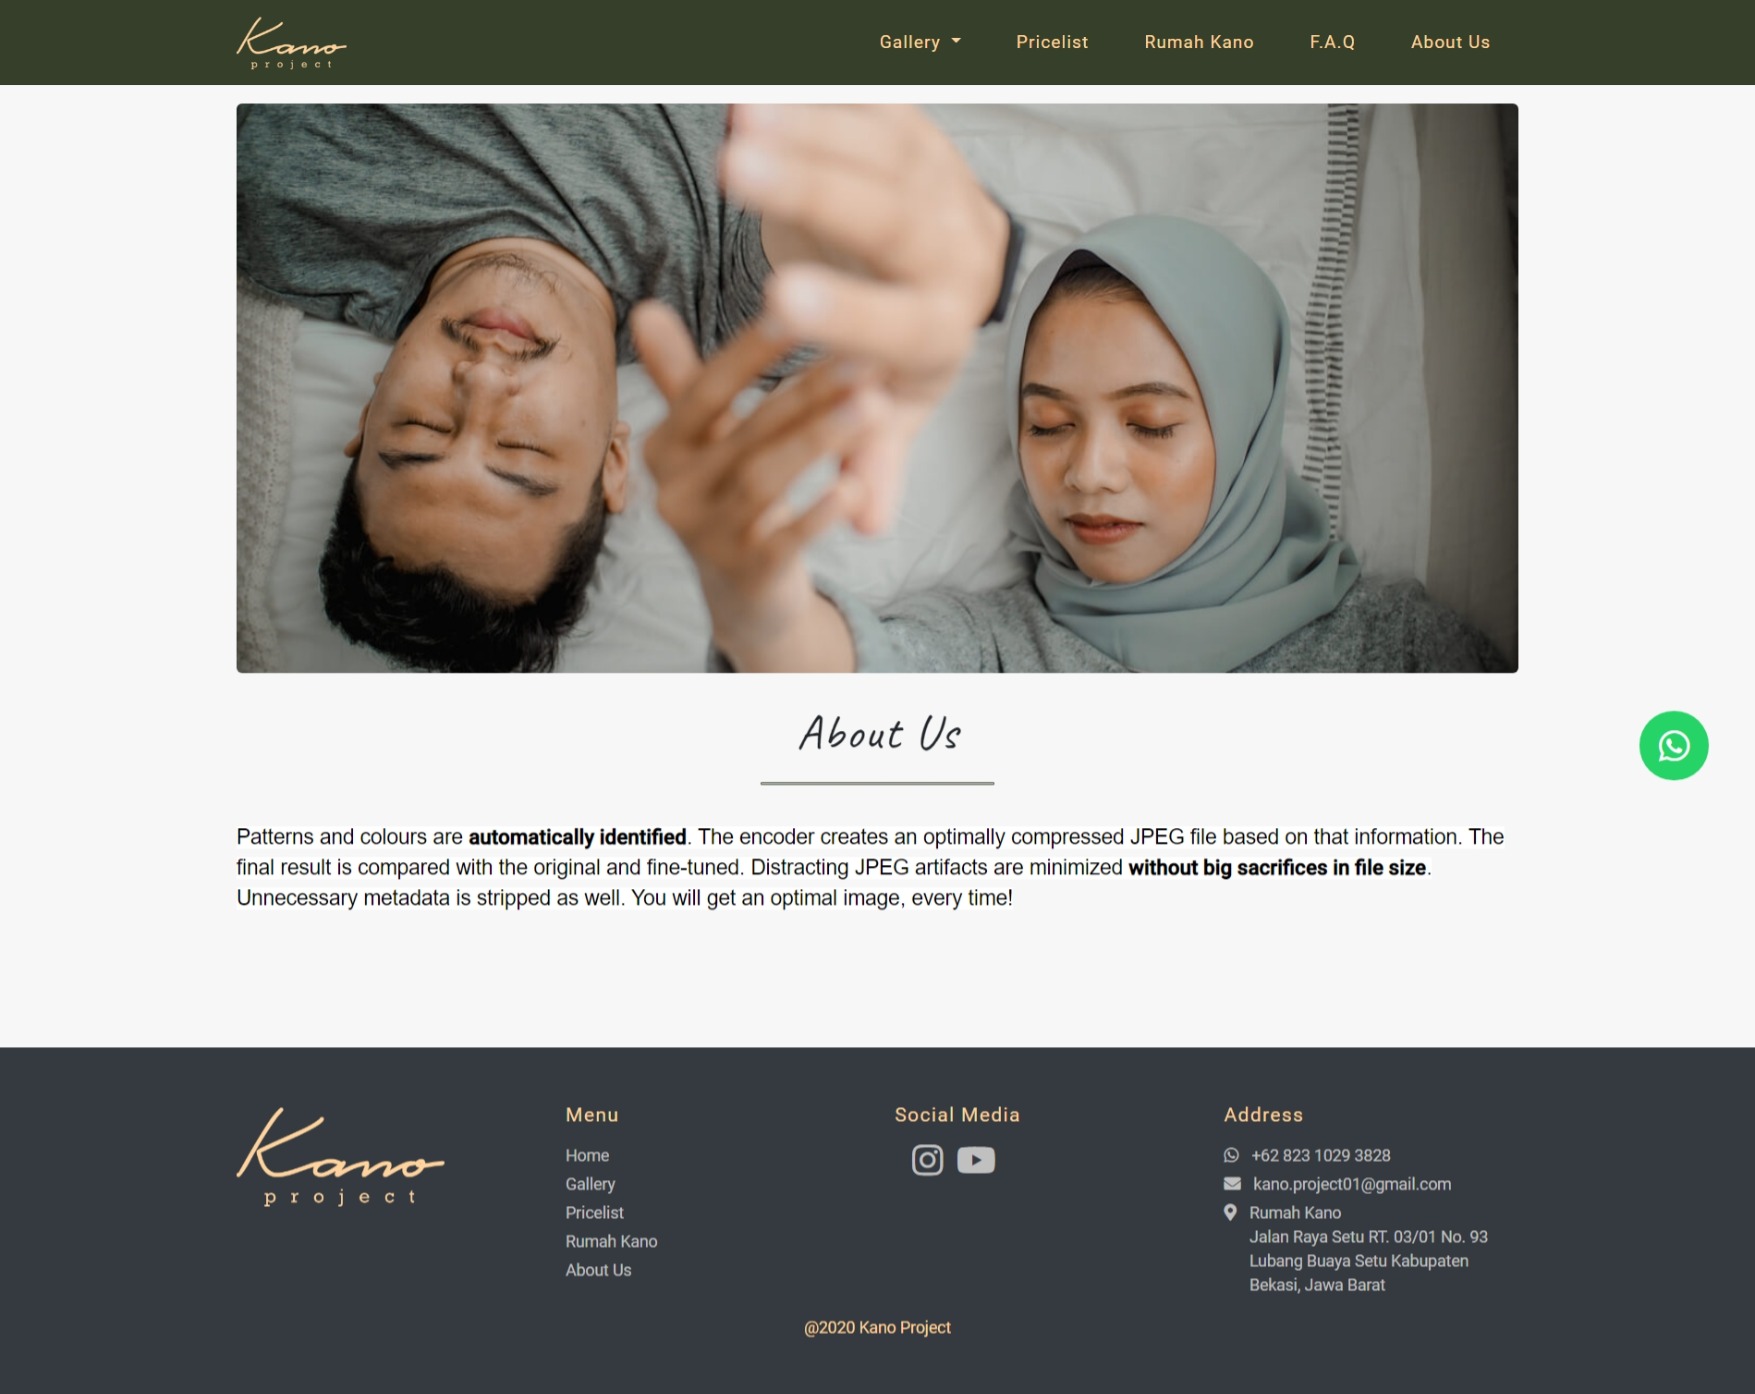 Kano
project
Gallery
Pricelist
Rumah Kano
F.A.Q
About Us
About Us
Patterns and colours are automatically identified. The encoder creates an optimally compressed JPEG file based on that information. The
final result is compared with the original and fine-tuned. Distracting JPEG artifacts are minimized without big sacrifices in file size.
Unnecessary metadata is stripped as well. You will get an optimal image, every time!
Kano
project
Menu
Home
Gallery
Pricelist
Rumah Kano
About Us
Social Media
Address
+62 823 1029 3828
kano.project01@gmail.com
Rumah Kano
Jalan Raya Setu RT. 03/01 No. 93
Lubang Buaya Setu Kabupaten
Bekasi, Jawa Barat
@2020 Kano Project